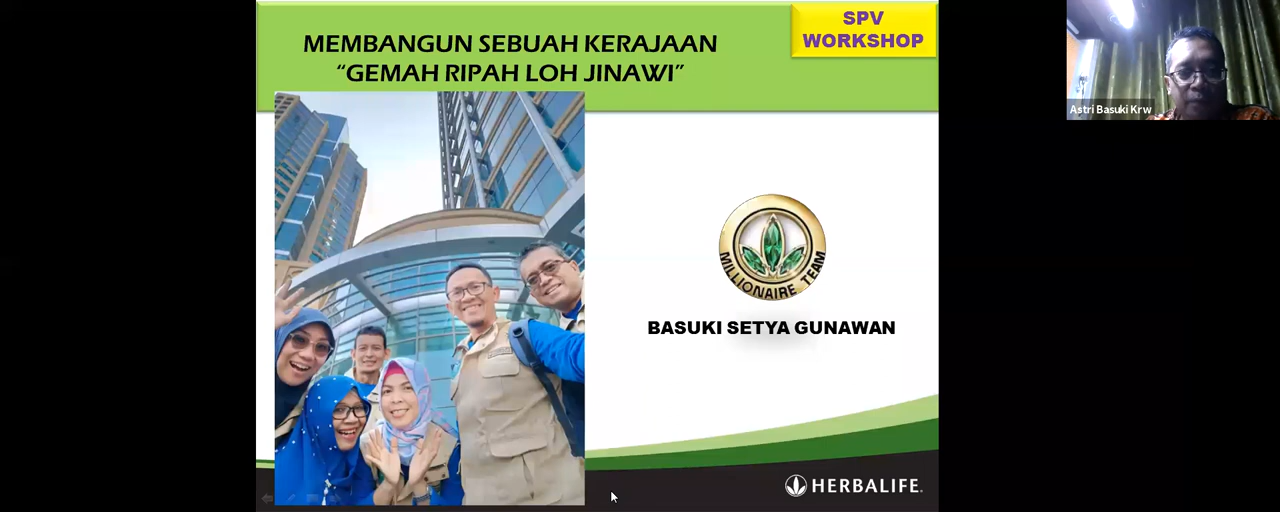 MEMBANGUN SEBUAH KERAJAAN
“GEMAH RIPAH LOH JINAWI”
SPV
WORKSHOP
Astri Basuki Krw
MILLIONAIRE TEAM
BASUKI SETYA GUNAWAN
HERBALIFE.